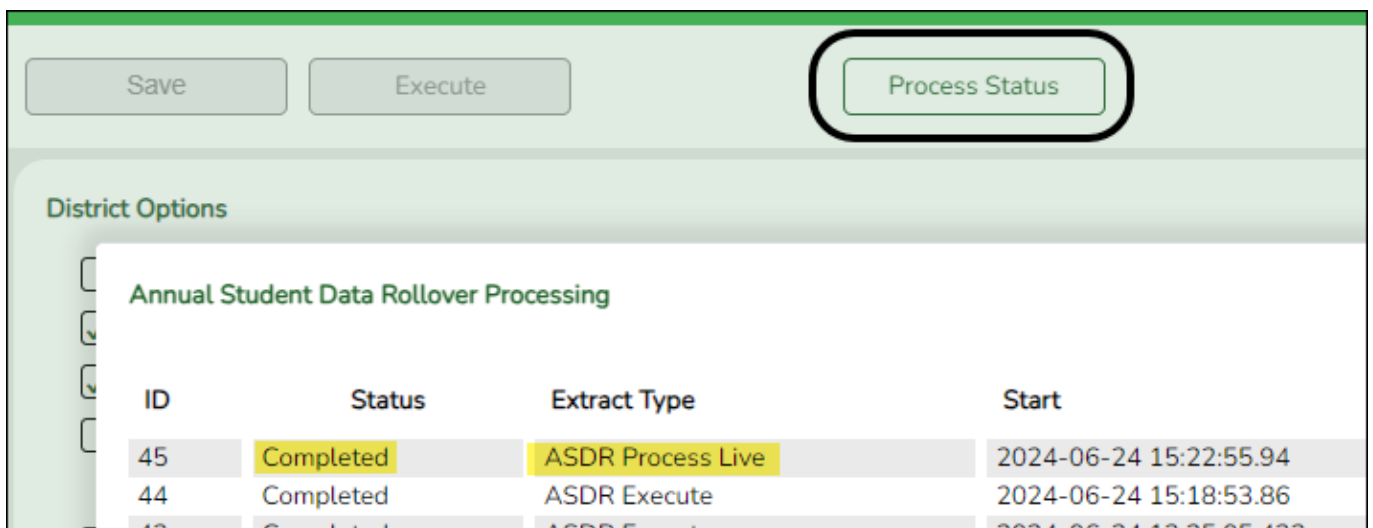 Save Execute Process Status
District Options
Annual Student Data Rollover Processing
ID Status Extract Type Start
45 Completed ASDR Process Live 2024-06-24 15:22:55.94
44 Completed ASDR Execute 2024-06-24 15:18:53.86